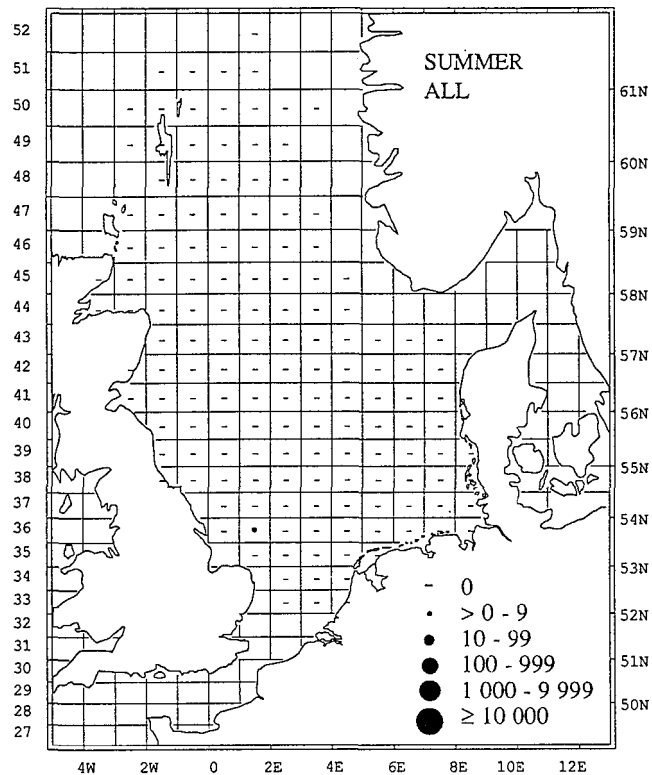 52
51
50
49
48
47
46
45
44
43
42
41
40
39
38
37
36
35
34
33
32
31
30
29
28
27
SUMMER
ALL
61N
60N
59N
58N
57N
56N
55N
54N
53N
52N
51N
50N
- 0
> 0 - 9
10 - 99
100 - 999
1 000 - 9 999
≥ 10 000
4W 2W 0 2E 4E 6E 8E 10E 12E